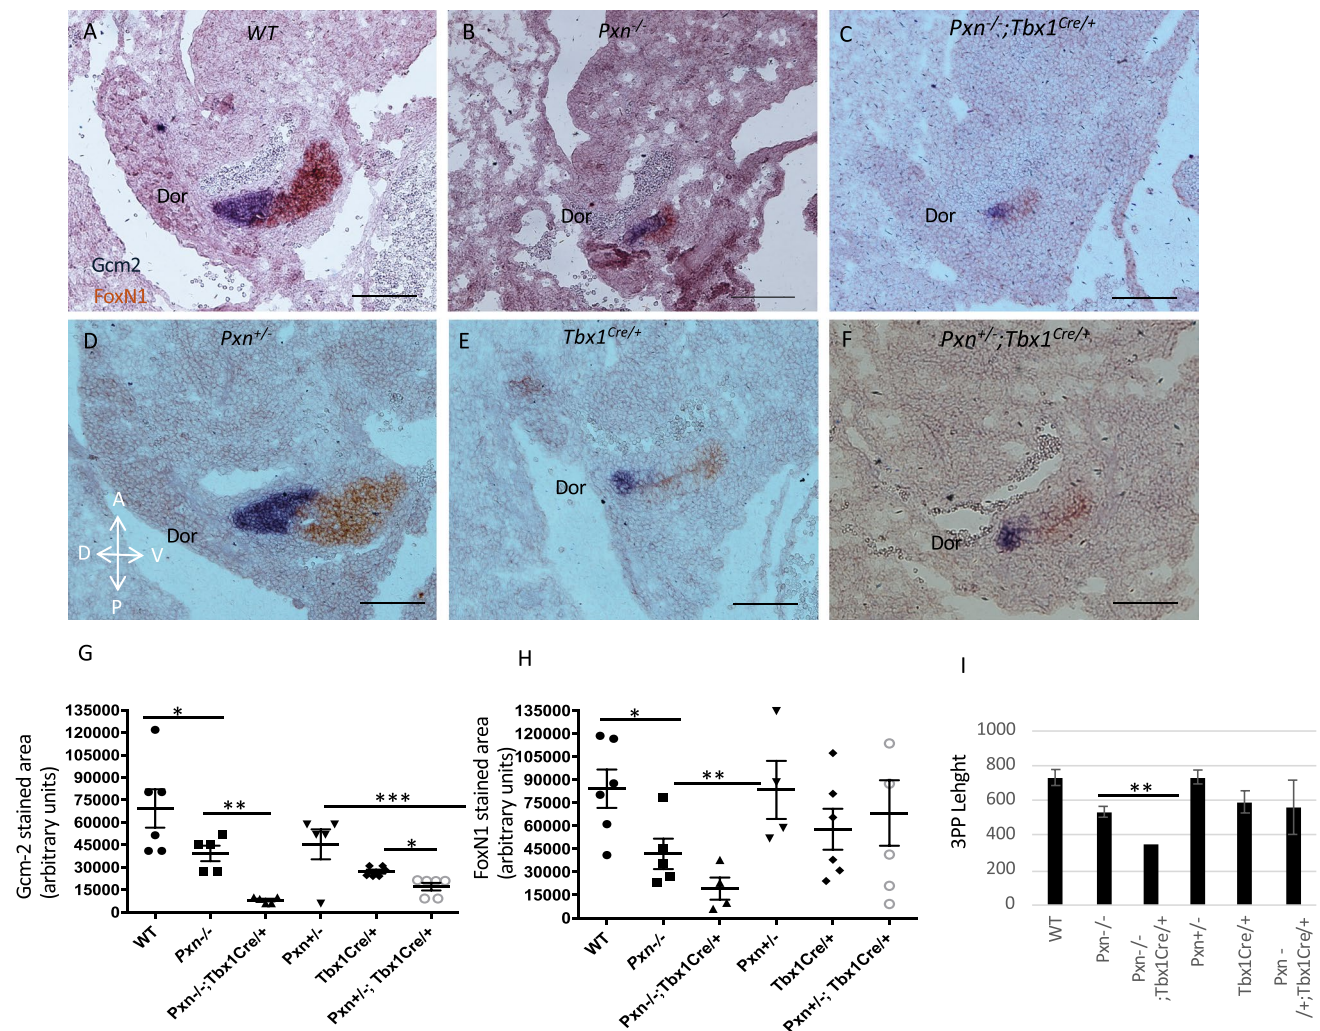 A
WT
B
Pxn-/-
C
Pxn-/-;Tbx1Cre/+
Dor
Dor
Dor
Gcm2
FoxN1
D
Pxn+/-
E
Tbx1Cre/+
F
Pxn+/-;Tbx1Cre/+
A
D
V
P
Dor
Dor
Dor
G
Gcm-2 stained area
(arbitrary units)
135000
120000
105000
90000
75000
60000
45000
30000
15000
0
*
**
***
*
WT
Pxn-/-
Pxn-/-;Tbx1Cre/+
Pxn+/-
Tbx1Cre/+
Pxn+/-; Tbx1Cre/+
H
FoxN1 stained area
(arbitrary units)
135000
120000
105000
90000
75000
60000
45000
30000
15000
0
*
**
WT
Pxn-/-
Pxn-/-;Tbx1Cre/+
Pxn+/-
Tbx1Cre/+
Pxn+/-; Tbx1Cre/+
I
3PP Lehght
1000
800
600
400
200
0
**
WT
Pxn-/-
Pxn-/-
;Tbx1Cre/+
Pxn+/-
Tbx1Cre/+
Pxn -
/+;Tbx1Cre/+